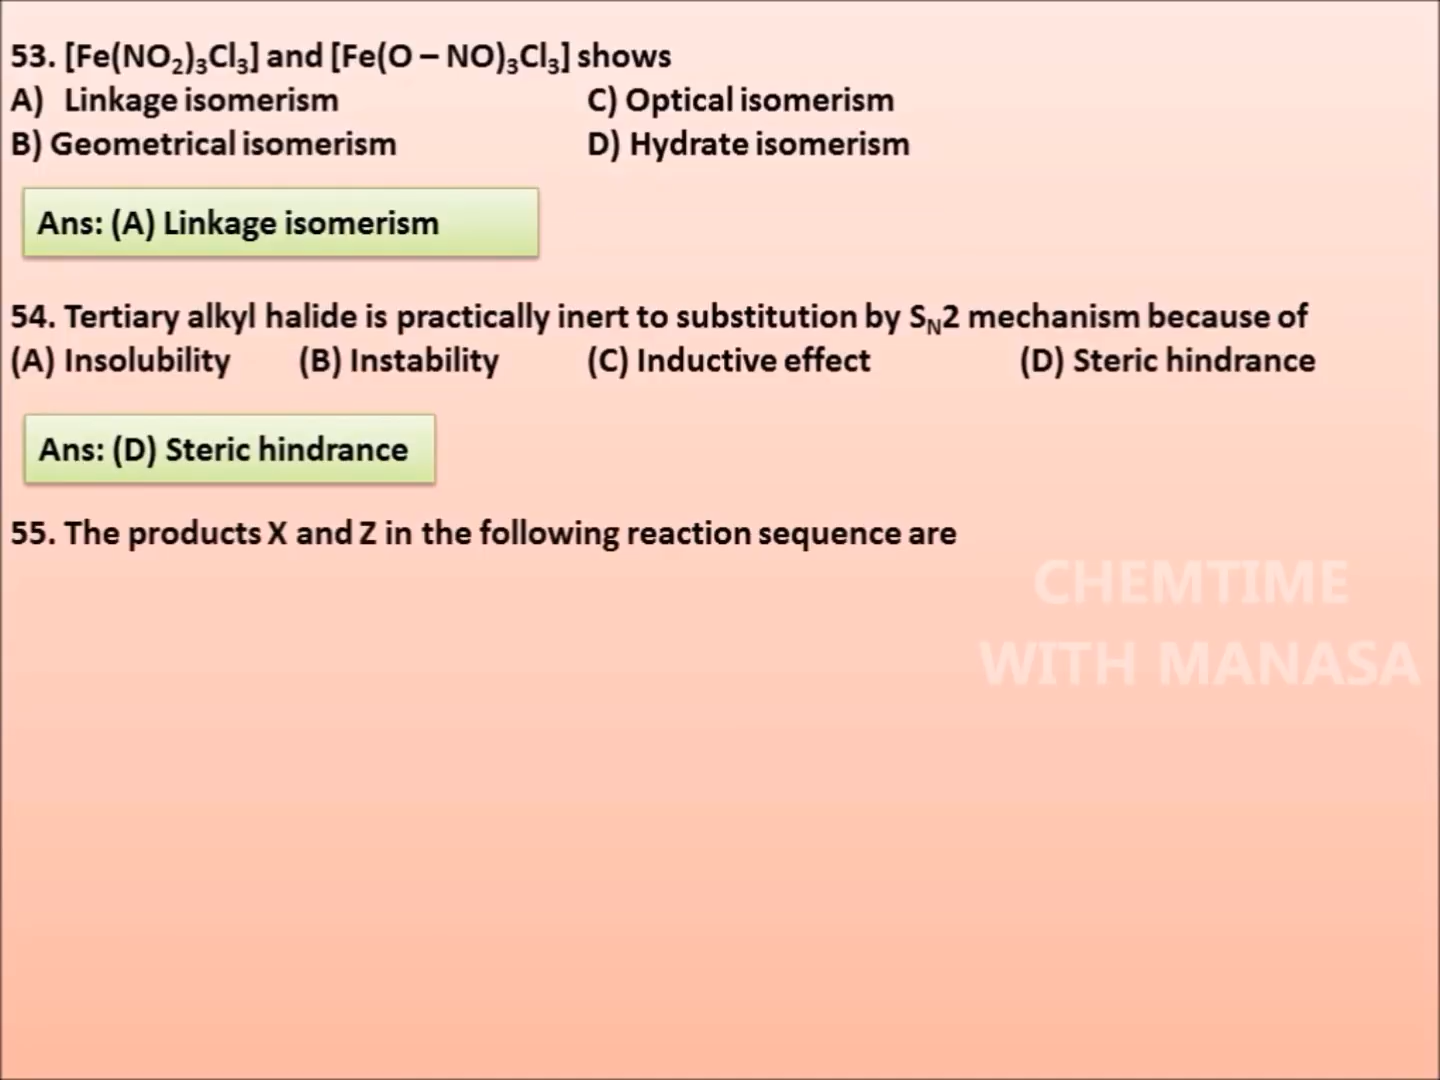 53. [Fe(NO₂)₃Cl₃] and [Fe(O – NO)₃Cl₃] shows
A) Linkage isomerism C) Optical isomerism
B) Geometrical isomerism D) Hydrate isomerism
Ans: (A) Linkage isomerism
54. Tertiary alkyl halide is practically inert to substitution by Sɴ2 mechanism because of
(A) Insolubility (B) Instability (C) Inductive effect (D) Steric hindrance
Ans: (D) Steric hindrance
55. The products X and Z in the following reaction sequence are
CHEMTIME
WITH MANASA